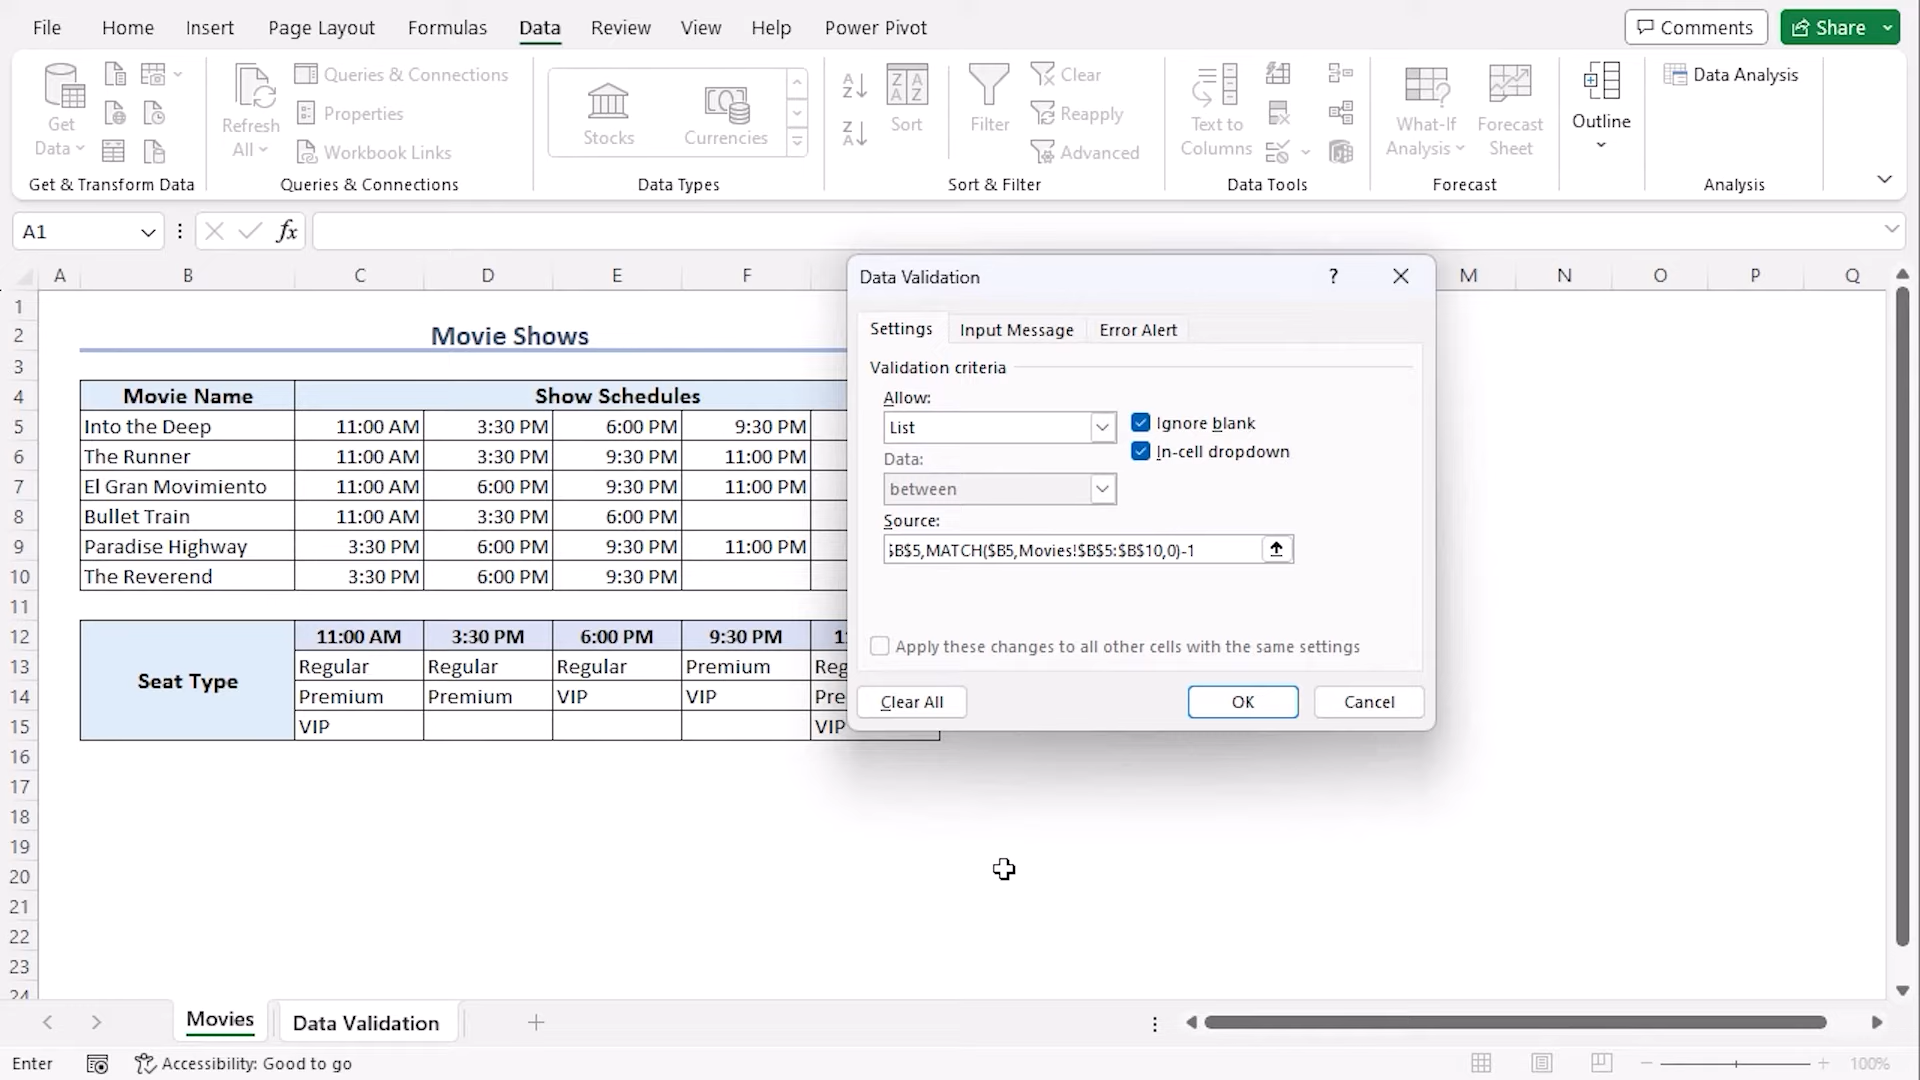 File Home Insert Page Layout Formulas Data Review View Help Power Pivot Comments Share
Get Data
Refresh All
Queries & Connections
Properties
Workbook Links
Stocks Currencies
Sort
Filter
Clear
Reapply
Advanced
Text to Columns
What-If Analysis
Forecast Sheet
Outline
Data Analysis
Get & Transform Data Queries & Connections Data Types Sort & Filter Data Tools Forecast Analysis
A1 fx
A B C D E F M N O P Q
1
2 Movie Shows
3
4 Movie Name Show Schedules
5 Into the Deep 11:00 AM 3:30 PM 6:00 PM 9:30 PM
6 The Runner 11:00 AM 3:30 PM 9:30 PM 11:00 PM
7 El Gran Movimiento 11:00 AM 6:00 PM 9:30 PM 11:00 PM
8 Bullet Train 11:00 AM 3:30 PM 6:00 PM
9 Paradise Highway 3:30 PM 6:00 PM 9:30 PM 11:00 PM
10 The Reverend 3:30 PM 6:00 PM 9:30 PM
11
12 11:00 AM 3:30 PM 6:00 PM 9:30 PM 1
13 Regular Regular Regular Premium Reg
Seat Type
14 Premium Premium VIP VIP Pre
15 VIP VIP
16
17
18
19
20
21
22
23
24
Data Validation ?
Settings Input Message Error Alert
Validation criteria
Allow:
List Ignore blank
In-cell dropdown
Data:
between
Source:
$B$5,MATCH($B5,Movies!$B$5:$B$10,0)-1
Apply these changes to all other cells with the same settings
Clear All OK Cancel
Movies Data Validation
Enter Accessibility: Good to go 100%